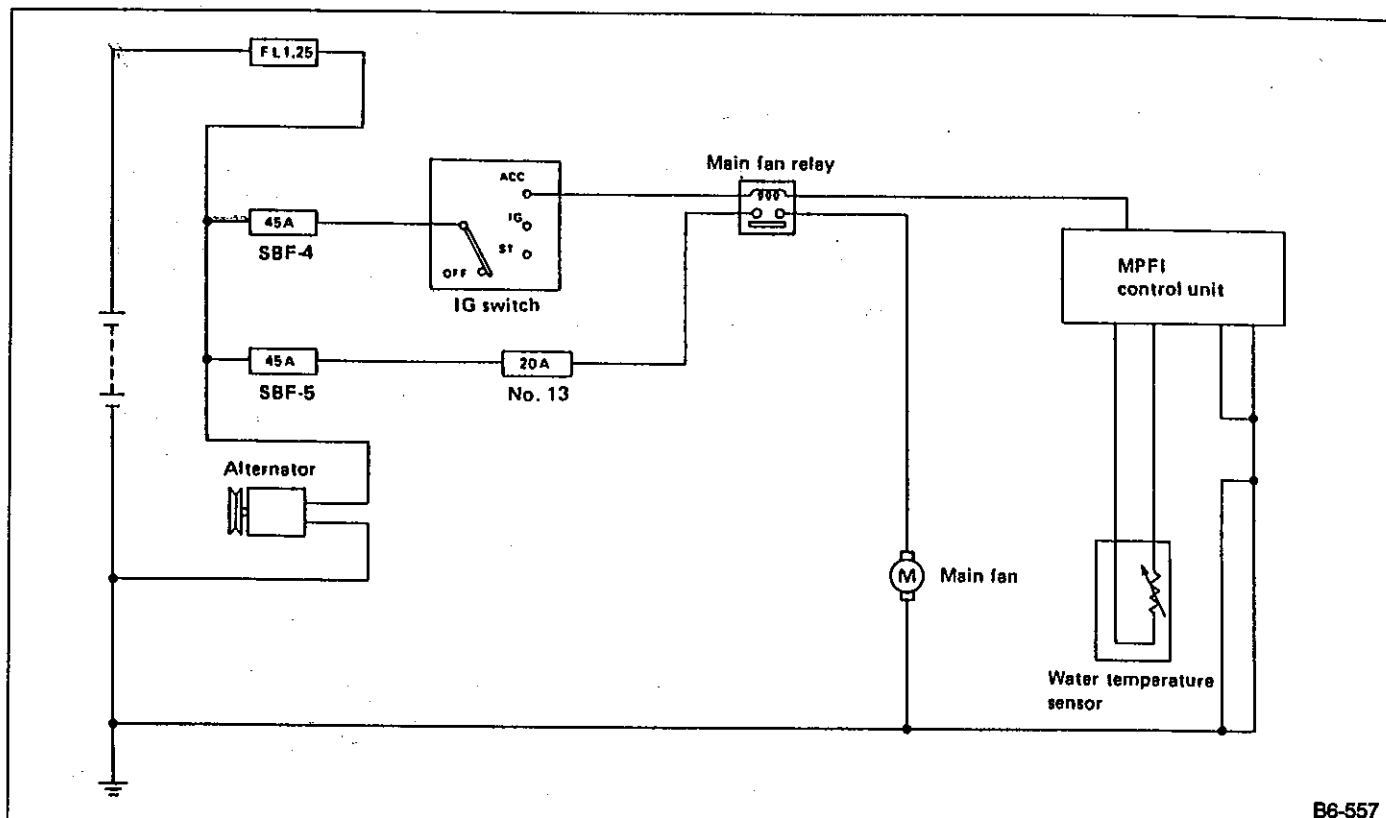 FL1.25
45A
SBF-4
ACC
IG
ST
OFF
IG switch
Main fan relay
MPFI
control unit
45A
SBF-5
20A
No. 13
Alternator
M
Main fan
Water temperature
sensor
B6-557